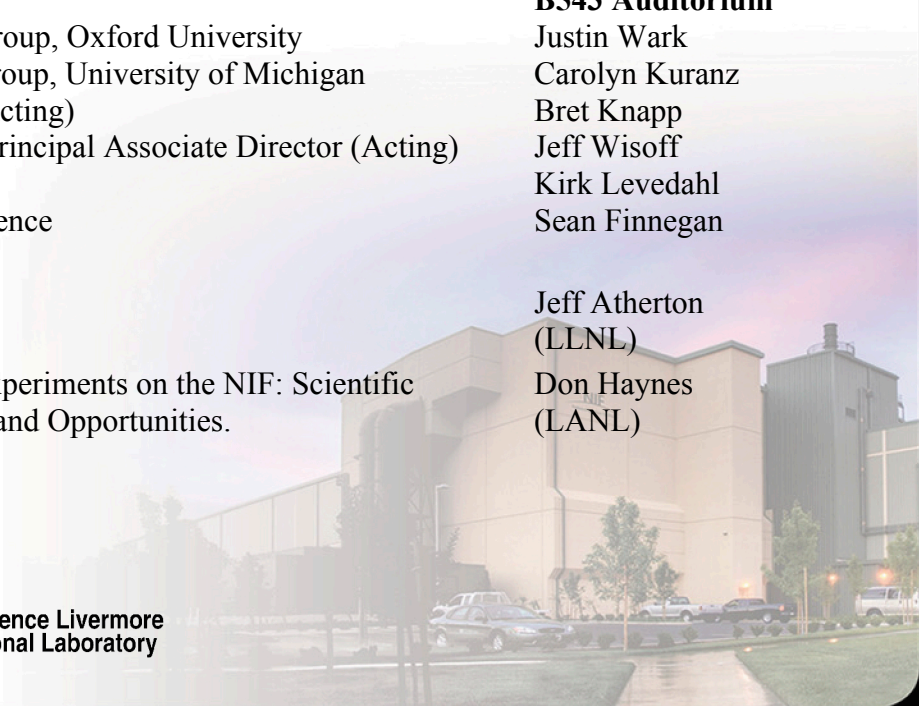 B543 Auditorium
roup, Oxford University Justin Wark
roup, University of Michigan Carolyn Kuranz
cting) Bret Knapp
rincipal Associate Director (Acting) Jeff Wisoff
Kirk Levedahl
ence Sean Finnegan
Jeff Atherton
(LLNL)
periments on the NIF: Scientific Don Haynes
and Opportunities. (LANL)
NIF
ence Livermore
onal Laboratory